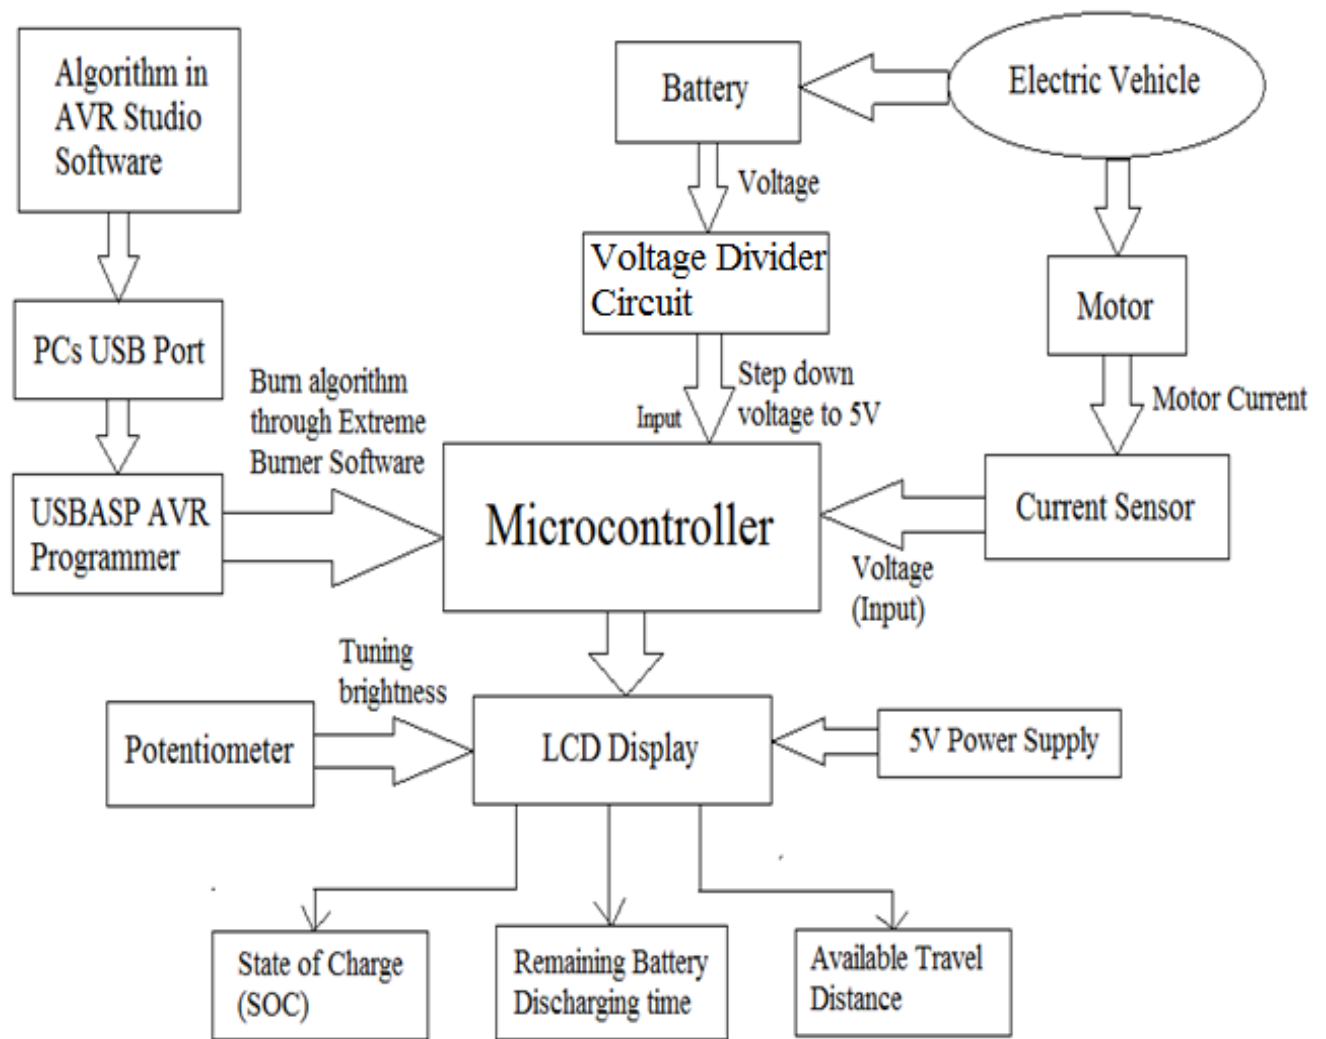 Algorithm in
AVR Studio
Software
Battery
Electric Vehicle
Voltage
Voltage Divider
Circuit
Motor
PCs USB Port
Burn algorithm
through Extreme
Burner Software
Input
Step down
voltage to 5V
Motor Current
USBASP AVR
Programmer
Microcontroller
Current Sensor
Voltage
(Input)
Tuning
brightness
Potentiometer
LCD Display
5V Power Supply
State of Charge
(SOC)
Remaining Battery
Discharging time
Available Travel
Distance